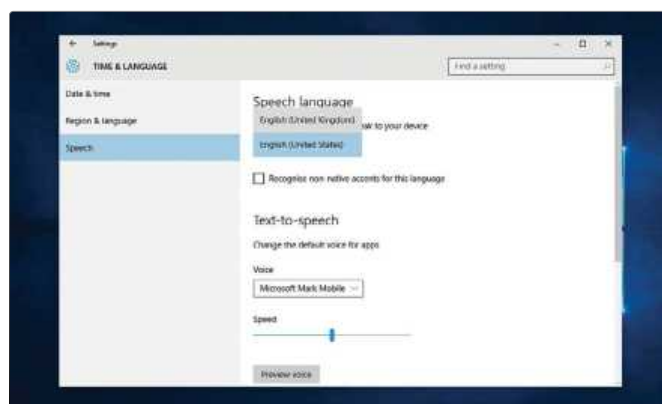 Settings
TIME & LANGUAGE
Find a setting
Date & time
Region & language
Speech
Speech language
English (United Kingdom)
ak to your device
English (United States)
Recognise non-native accents for this language
Text-to-speech
Change the default voice for apps
Voice
Microsoft Mark Mobile
Speed
Preview voice